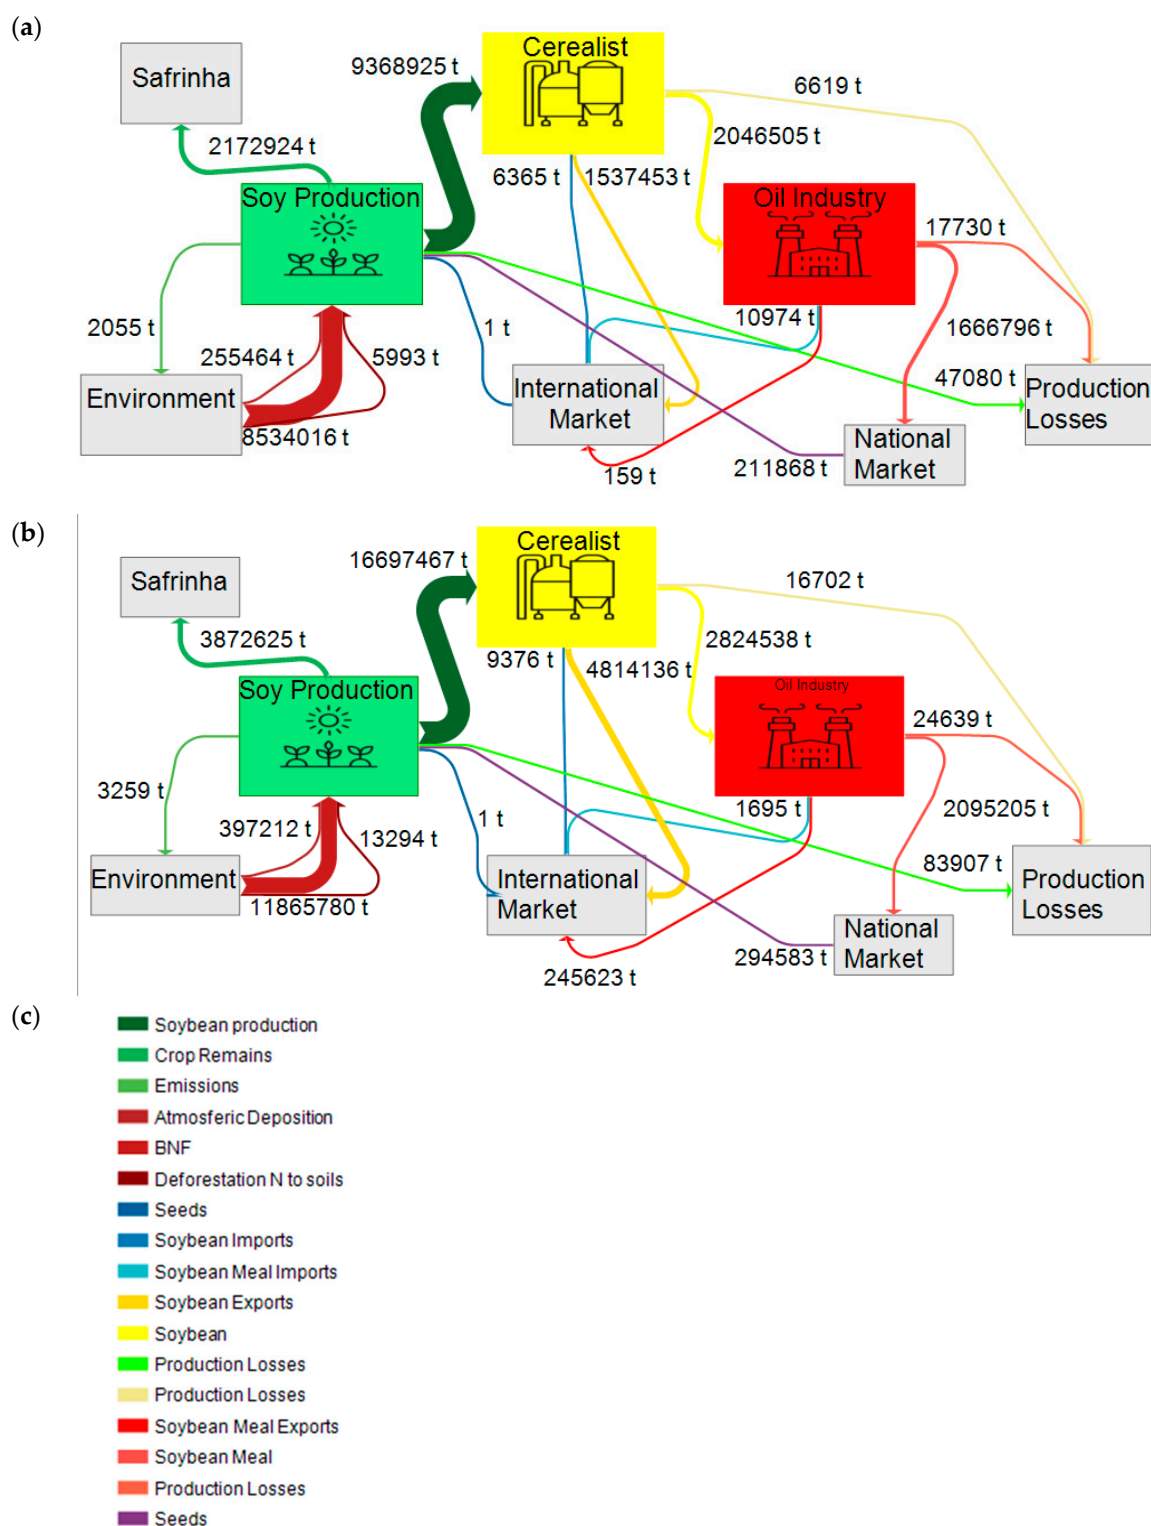 (a)
Cerealist
9368925 t
Safrinha
6619 t
2046505 t
2172924 t
6365 t
1537453 t
Soy Production
Oil Industry
17730 t
2055 t
1 t
10974 t
1666796 t
255464 t
5993 t
Environment
International
Market
47080 t
Production
Losses
8534016 t
National
Market
159 t
211868 t
(b)
Cerealist
16697467 t
Safrinha
16702 t
3872625 t
2824538 t
9376 t
4814136 t
Soy Production
Oil Industry
24639 t
3259 t
397212 t
13294 t
1 t
1695 t
2095205 t
83907 t
Environment
International
Market
Production
Losses
11865780 t
National
Market
294583 t
245623 t
(c)
Soybean production
Crop Remains
Emissions
Atmosferic Deposition
BNF
Deforestation N to soils
Seeds
Soybean Imports
Soybean Meal Imports
Soybean Exports
Soybean
Production Losses
Production Losses
Soybean Meal Exports
Soybean Meal
Production Losses
Seeds